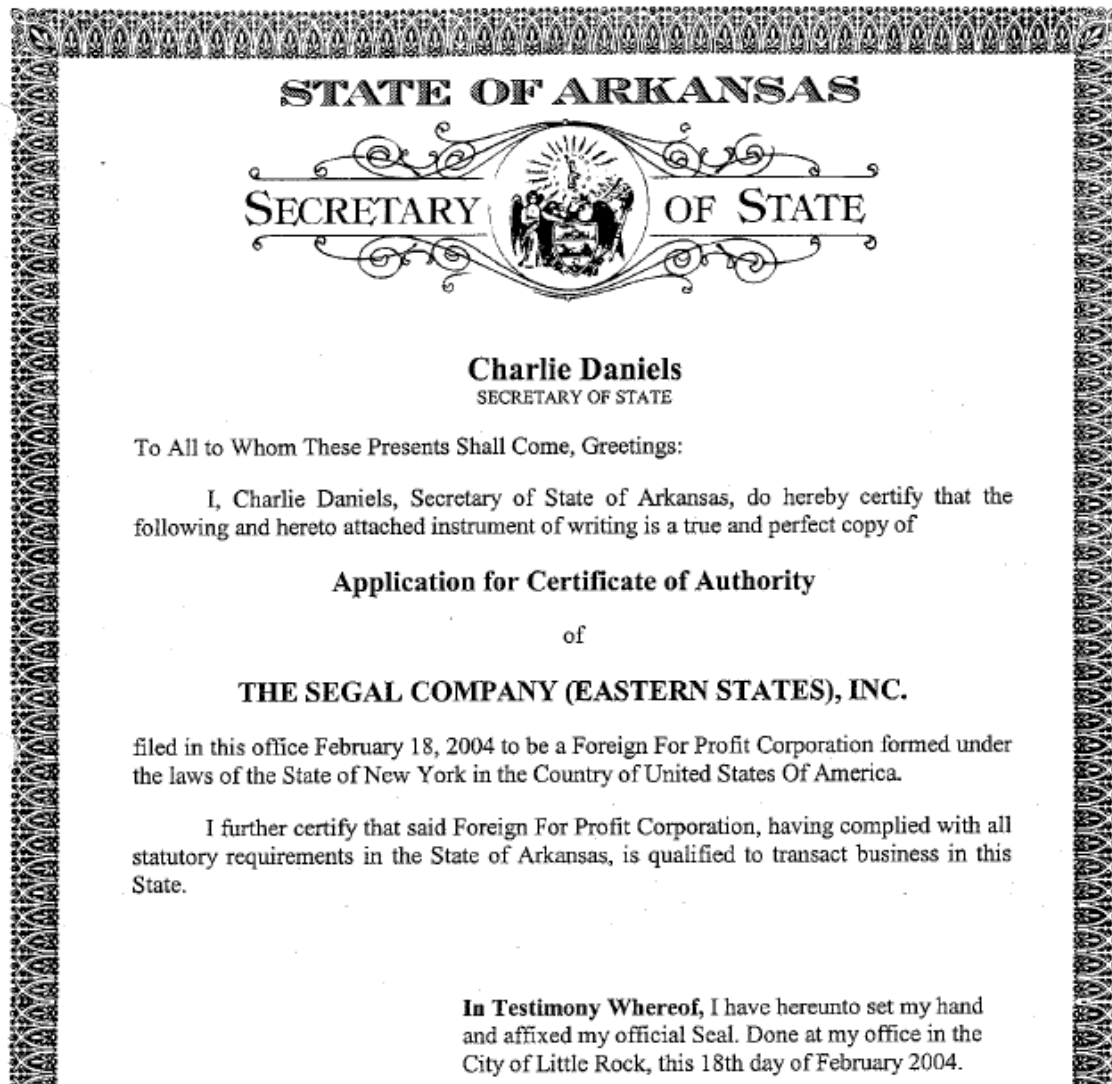 STATE OF ARKANSAS
SECRETARY OF STATE
Charlie Daniels
SECRETARY OF STATE
To All to Whom These Presents Shall Come, Greetings:
I, Charlie Daniels, Secretary of State of Arkansas, do hereby certify that the
following and hereto attached instrument of writing is a true and perfect copy of
Application for Certificate of Authority
of
THE SEGAL COMPANY (EASTERN STATES), INC.
filed in this office February 18, 2004 to be a Foreign For Profit Corporation formed under
the laws of the State of New York in the Country of United States Of America.
I further certify that said Foreign For Profit Corporation, having complied with all
statutory requirements in the State of Arkansas, is qualified to transact business in this
State.
In Testimony Whereof, I have hereunto set my hand
and affixed my official Seal. Done at my office in the
City of Little Rock, this 18th day of February 2004.